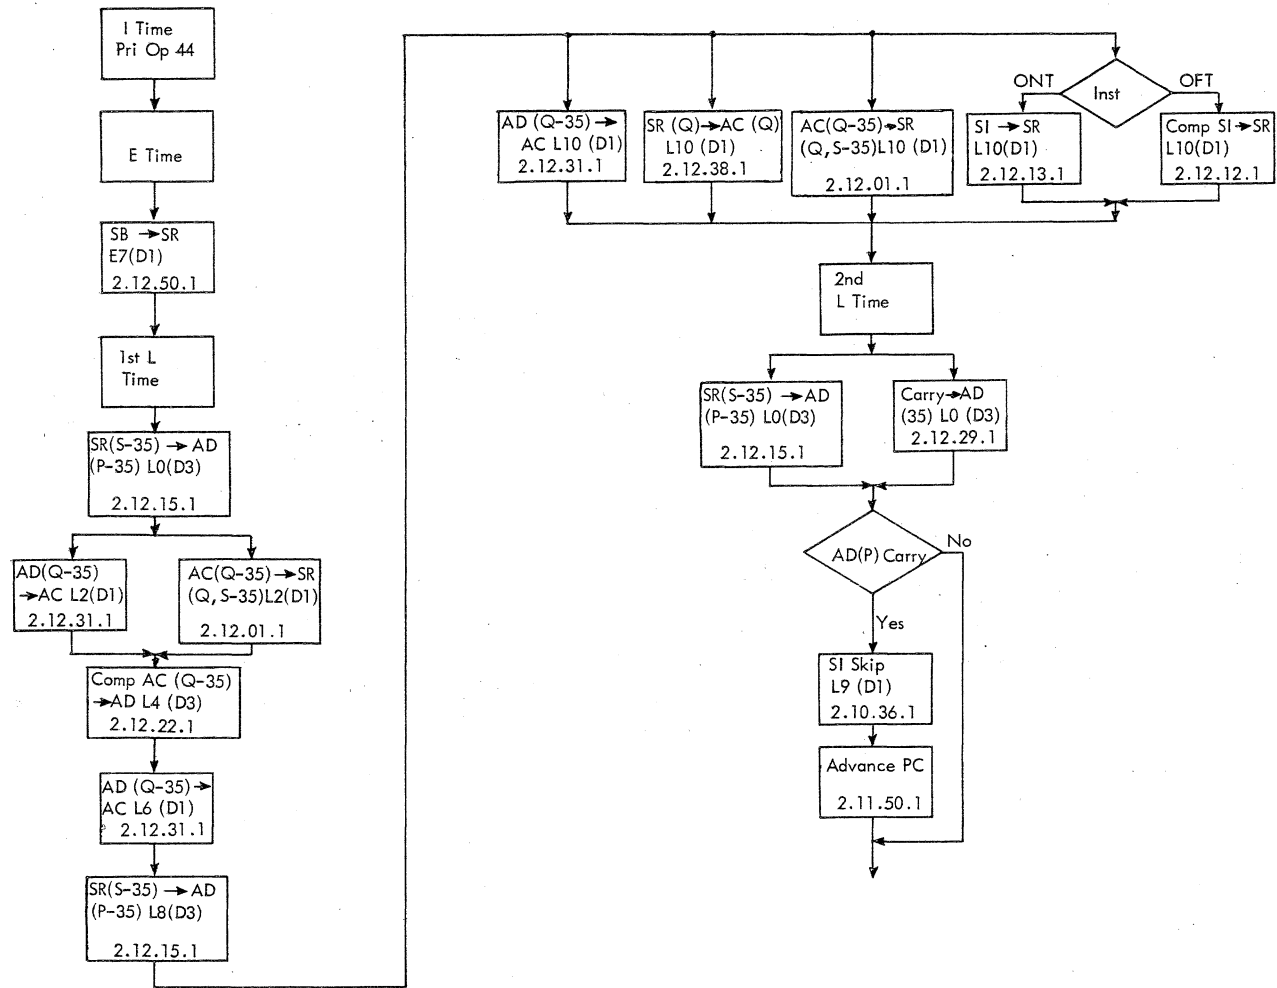 I Time
Pri Op 44
E Time
SB → SR
E7(D1)
2.12.50.1
1st L
Time
SR(S-35) → AD
(P-35) L0(D3)
2.12.15.1
AD(Q-35)
→AC L2(D1)
2.12.31.1
AC(Q-35)→SR
(Q,S-35)L2(D1)
2.12.01.1
Comp AC (Q-35)
→AD L4 (D3)
2.12.22.1
AD (Q-35)→
AC L6 (D1)
2.12.31.1
SR(S-35) → AD
(P-35) L8(D3)
2.12.15.1
AD (Q-35) →
AC L10 (D1)
2.12.31.1
SR (Q)→AC (Q)
L10 (D1)
2.12.38.1
AC(Q-35)→SR
(Q,S-35)L10 (D1)
2.12.01.1
ONT
Inst
OFT
SI → SR
L10(D1)
2.12.13.1
Comp SI→SR
L10(D1)
2.12.12.1
2nd
L Time
SR(S-35) →AD
(P-35) L0(D3)
2.12.15.1
Carry→AD
(35) L0 (D3)
2.12.29.1
AD(P) Carry
No
Yes
SI Skip
L9 (D1)
2.10.36.1
Advance PC
2.11.50.1